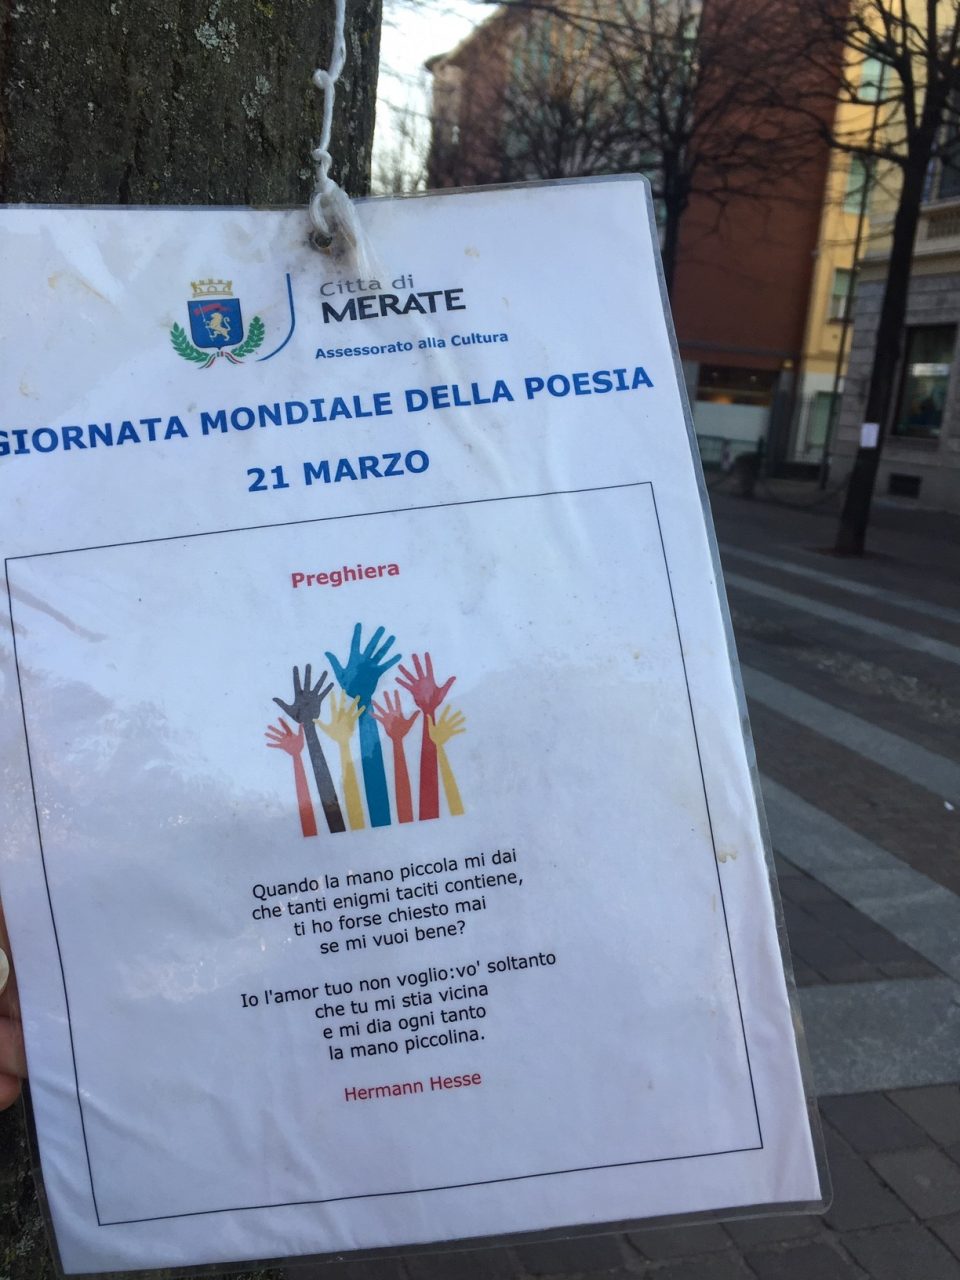 Città di
MERATE
Assessorato alla Cultura
GIORNATA MONDIALE DELLA POESIA
21 MARZO
Preghiera
Quando la mano piccola mi dai
che tanti enigmi taciti contiene,
ti ho forse chiesto mai
se mi vuoi bene?
Io l'amor tuo non voglio:vo' soltanto
che tu mi stia vicina
e mi dia ogni tanto
la mano piccolina.
Hermann Hesse